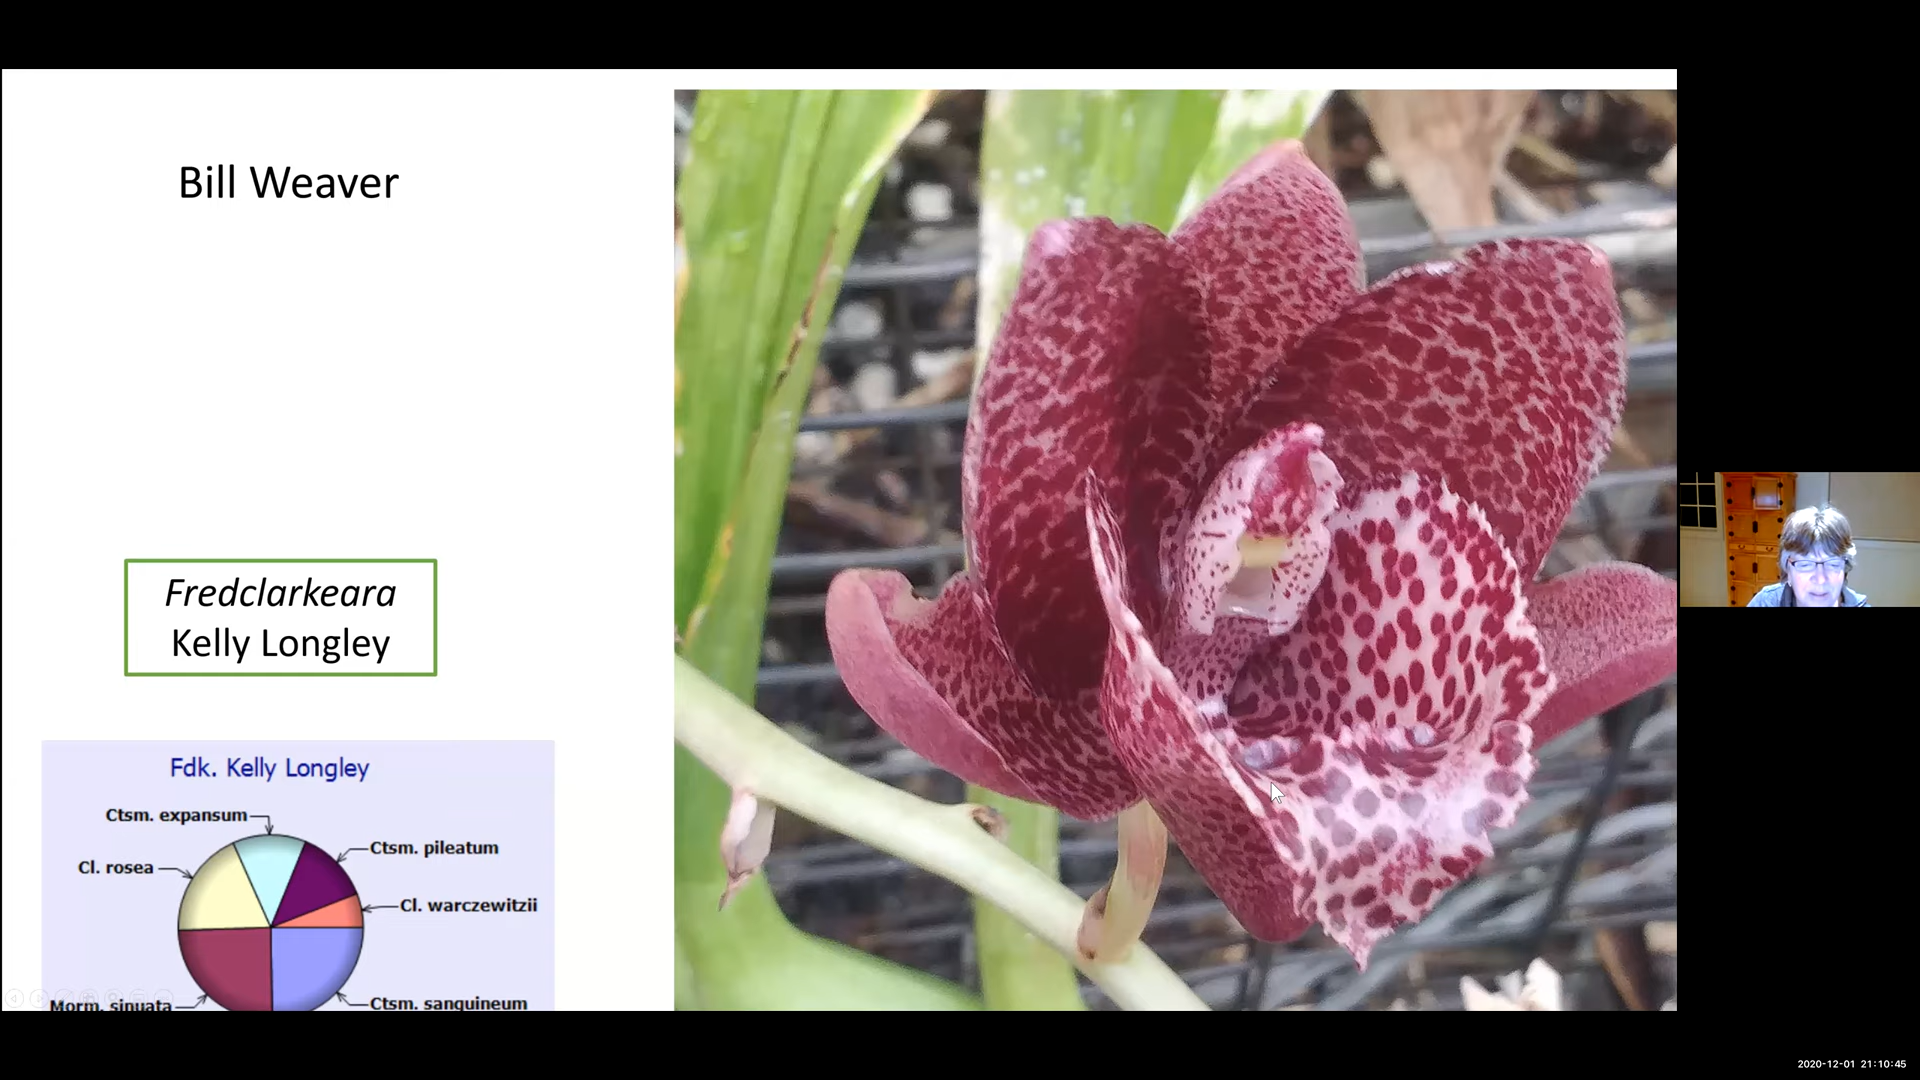 Bill Weaver
Fredclarkeara
Kelly Longley
Fdk. Kelly Longley
Ctsm. expansum
Ctsm. pileatum
Cl. rosea
Cl. warczewitzii
Morm. sinuata
Ctsm. sanguineum
2020-12-01 21:10:45